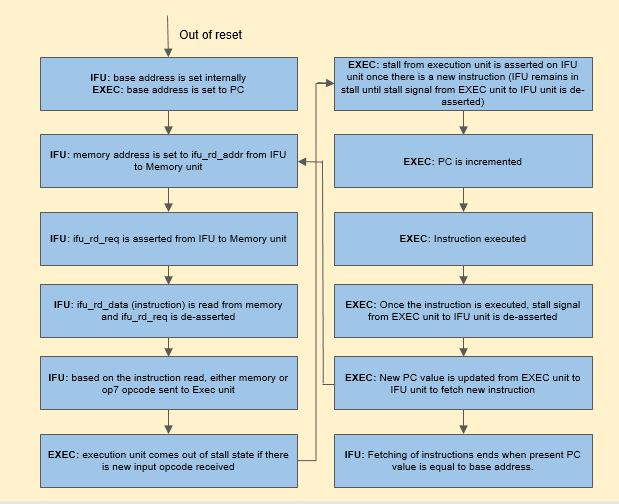 Out of reset
IFU: base address is set internally
EXEC: base address is set to PC
IFU: memory address is set to ifu_rd_addr from IFU
to Memory unit
IFU: ifu_rd_req is asserted from IFU to Memory unit
IFU: ifu_rd_data (instruction) is read from memory
and ifu_rd_req is de-asserted
IFU: based on the instruction read, either memory or
op7 opcode sent to Exec unit
EXEC: execution unit comes out of stall state if there
is new input opcode received
EXEC: stall from execution unit is asserted on IFU
unit once there is a new instruction (IFU remains in
stall until stall signal from EXEC unit to IFU unit is de-
asserted)
EXEC: PC is incremented
EXEC: Instruction executed
EXEC: Once the instruction is executed, stall signal
from EXEC unit to IFU unit is de-asserted
EXEC: New PC value is updated from EXEC unit to
IFU unit to fetch new instruction
IFU: Fetching of instructions ends when present PC
value is equal to base address.